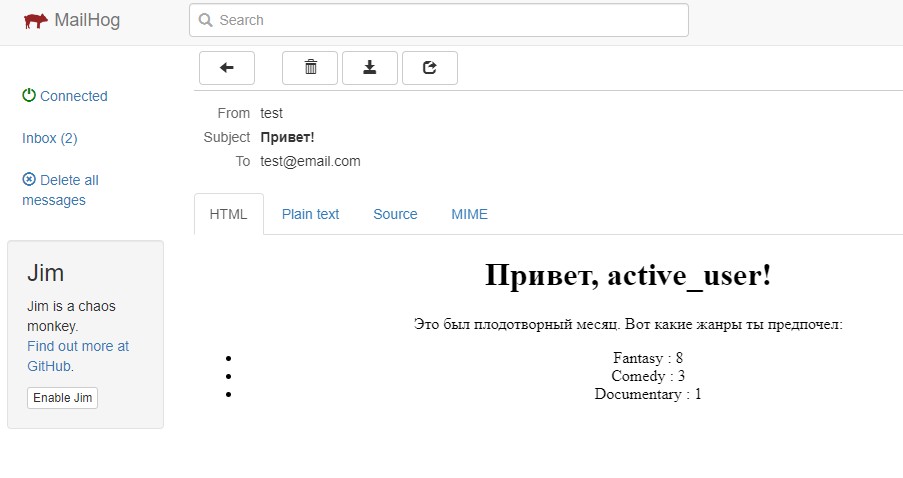 MailHog
Search
Connected
Inbox (2)
Delete all
messages
Jim
Jim is a chaos
monkey.
Find out more at
GitHub.
Enable Jim
From test
Subject Привет!
To test@email.com
HTML Plain text Source MIME
Привет, active_user!
Это был плодотворный месяц. Вот какие жанры ты предпочел:
Fantasy : 8
Comedy : 3
Documentary : 1